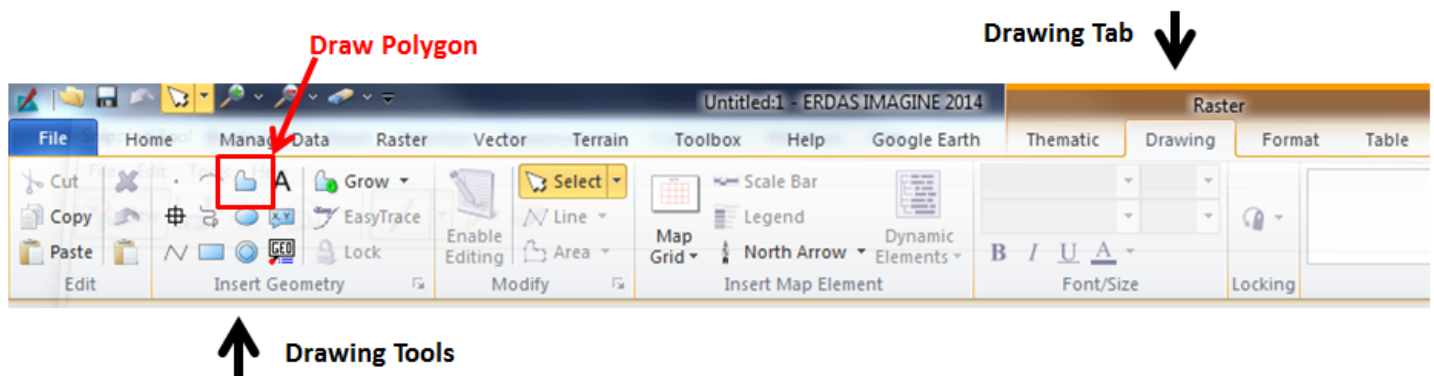 Drawing Tab
Draw Polygon
Untitled:1 - ERDAS IMAGINE 2014
Raster
File Home Manage Data Raster Vector Terrain Toolbox Help Google Earth Thematic Drawing Format Table
Cut A Grow Select Scale Bar
Copy EasyTrace Line Legend
Paste GEO Lock Enable Editing Area Map Grid North Arrow Dynamic Elements B I U A
Edit Insert Geometry Modify Insert Map Element Font/Size Locking
Drawing Tools